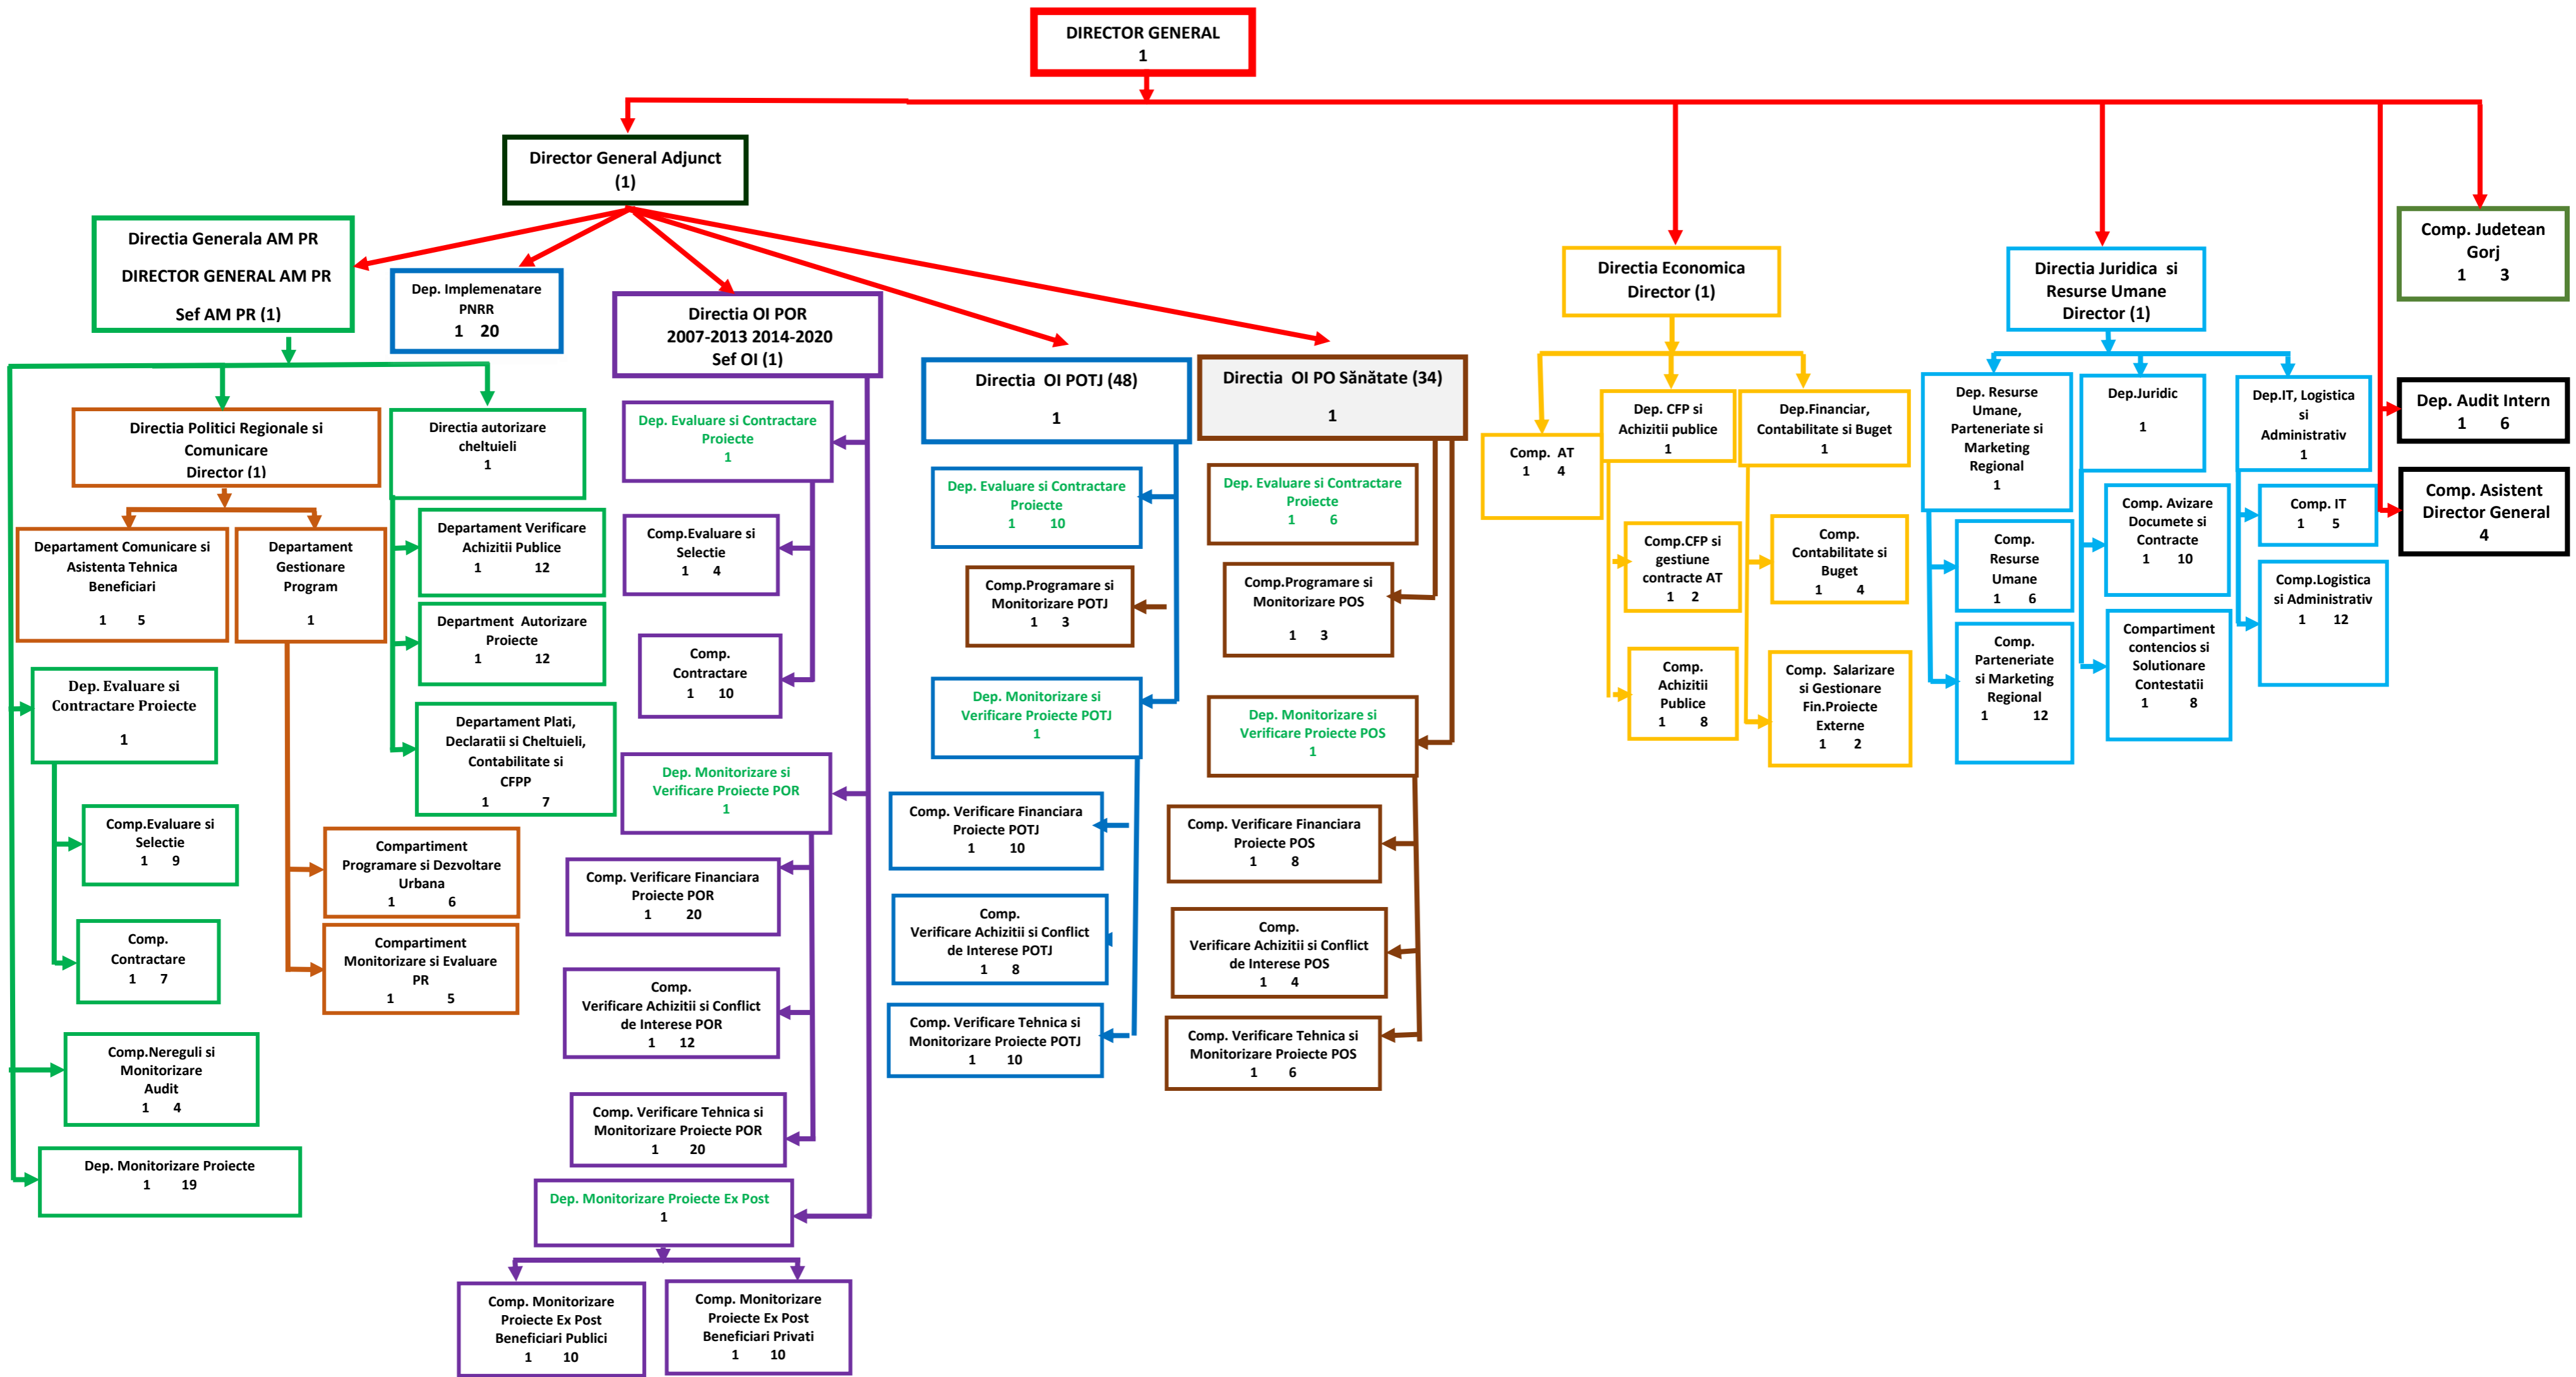 DIRECTOR GENERAL
1
Director General Adjunct
(1)
Directia Generala AM PR
DIRECTOR GENERAL AM PR
Sef AM PR (1)
Dep. Implemenatare
PNRR
1 20
Directia OI POR
2007-2013 2014-2020
Sef OI (1)
Directia OI POTJ (48)
1
Directia OI PO Sănătate (34)
1
Directia Economica
Director (1)
Directia Juridica si
Resurse Umane
Director (1)
Comp. Judetean
Gorj
1 3
Dep. Audit Intern
1 6
Comp. Asistent
Director General
4
Directia Politici Regionale si
Comunicare
Director (1)
Directia autorizare
cheltuieli
1
Departament Comunicare si
Asistenta Tehnica
Beneficiari
1 5
Departament
Gestionare
Program
1
Departament Verificare
Achizitii Publice
1 12
Department Autorizare
Proiecte
1 12
Departament Plati,
Declaratii si Cheltuieli,
Contabilitate si
CFPP
1 7
Dep. Evaluare si
Contractare Proiecte
1
Comp.Evaluare si
Selectie
1 9
Comp.
Contractare
1 7
Comp.Nereguli si
Monitorizare
Audit
1 4
Dep. Monitorizare Proiecte
1 19
Compartiment
Programare si Dezvoltare
Urbana
1 6
Compartiment
Monitorizare si Evaluare
PR
1 5
Dep. Evaluare si Contractare
Proiecte
1
Comp.Evaluare si
Selectie
1 4
Comp.
Contractare
1 10
Dep. Monitorizare si
Verificare Proiecte POR
1
Comp. Verificare Financiara
Proiecte POR
1 20
Comp.
Verificare Achizitii si Conflict
de Interese POR
1 12
Comp. Verificare Tehnica si
Monitorizare Proiecte POR
1 20
Dep. Monitorizare Proiecte Ex Post
1
Comp. Monitorizare
Proiecte Ex Post
Beneficiari Publici
1 10
Comp. Monitorizare
Proiecte Ex Post
Beneficiari Privati
1 10
Dep. Evaluare si Contractare
Proiecte
1 10
Comp.Programare si
Monitorizare POTJ
1 3
Dep. Monitorizare si
Verificare Proiecte POTJ
1
Comp. Verificare Financiara
Proiecte POTJ
1 10
Comp.
Verificare Achizitii si Conflict
de Interese POTJ
1 8
Comp. Verificare Tehnica si
Monitorizare Proiecte POTJ
1 10
Dep. Evaluare si Contractare
Proiecte
1 6
Comp.Programare si
Monitorizare POS
1 3
Dep. Monitorizare si
Verificare Proiecte POS
1
Comp. Verificare Financiara
Proiecte POS
1 8
Comp.
Verificare Achizitii si Conflict
de Interese POS
1 4
Comp. Verificare Tehnica si
Monitorizare Proiecte POS
1 6
Comp. AT
1 4
Dep. CFP si
Achizitii publice
1
Dep.Financiar,
Contabilitate si Buget
1
Comp.CFP si
gestiune
contracte AT
1 2
Comp.
Achizitii
Publice
1 8
Comp.
Contabilitate si
Buget
1 4
Comp. Salarizare
si Gestionare
Fin.Proiecte
Externe
1 2
Dep. Resurse
Umane,
Parteneriate si
Marketing
Regional
1
Dep.Juridic
1
Dep.IT, Logistica
si
Administrativ
1
Comp.
Resurse
Umane
1 6
Comp.
Parteneriate
si Marketing
Regional
1 12
Comp. Avizare
Documete si
Contracte
1 10
Compartiment
contencios si
Solutionare
Contestatii
1 8
Comp. IT
1 5
Comp.Logistica
si Administrativ
1 12